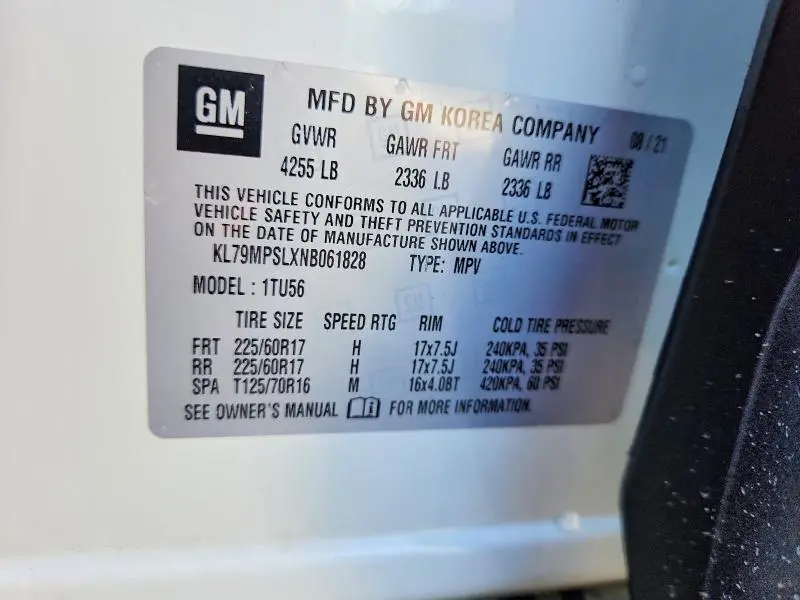 GM
MFD BY GM KOREA COMPANY 08/21
GVWR GAWR FRT GAWR RR
4255 LB 2336 LB 2336 LB
THIS VEHICLE CONFORMS TO ALL APPLICABLE U.S. FEDERAL MOTOR
VEHICLE SAFETY AND THEFT PREVENTION STANDARDS IN EFFECT
ON THE DATE OF MANUFACTURE SHOWN ABOVE.
KL79MPSLXNB061828 TYPE: MPV
MODEL : 1TU56
TIRE SIZE SPEED RTG RIM COLD TIRE PRESSURE
FRT 225/60R17 H 17x7.5J 240KPA, 35 PSI
RR 225/60R17 H 17x7.5J 240KPA, 35 PSI
SPA T125/70R16 M 16x4.0BT 420KPA, 60 PSI
SEE OWNER'S MANUAL i FOR MORE INFORMATION.